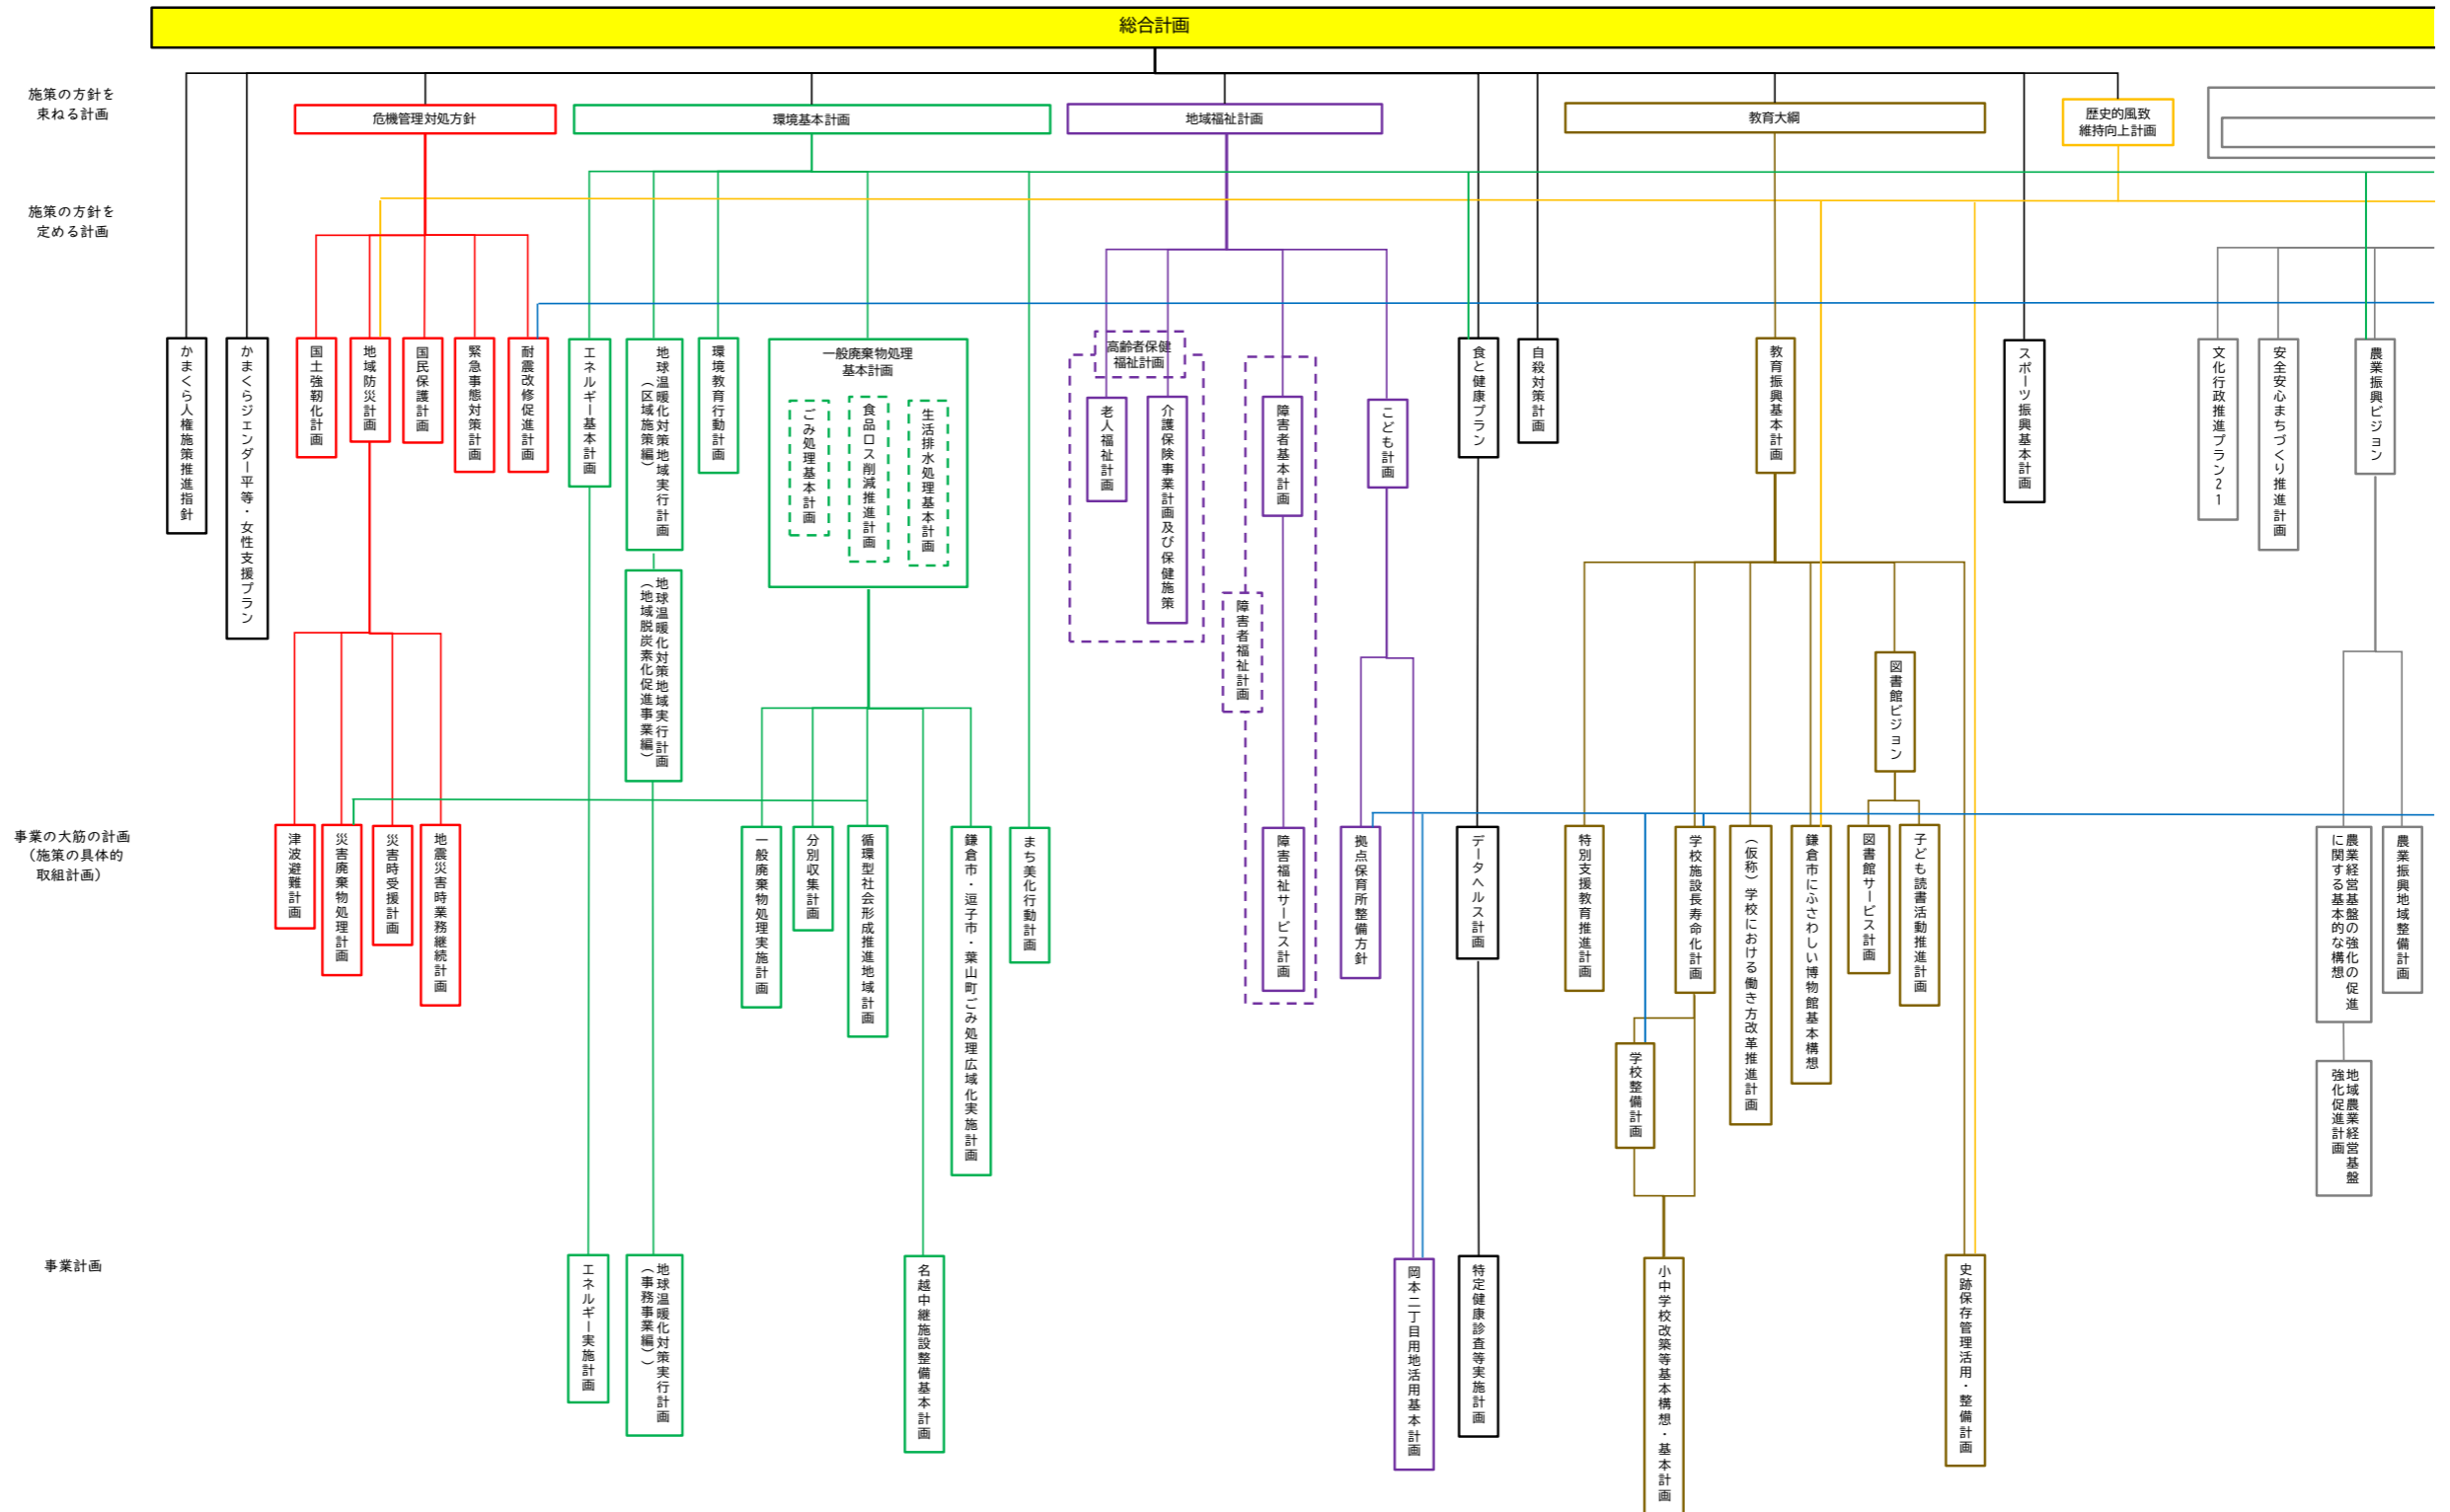 総合計画
施策の方針を
束ねる計画
危機管理対処方針
環境基本計画
地域福祉計画
教育大綱
歴史的風致
維持向上計画
施策の方針を
定める計画
かまくら人権施策推進指針
かまくらジェンダー平等・女性支援プラン
国土強靭化計画
地域防災計画
国民保護計画
緊急事態対策計画
耐震改修促進計画
エネルギー基本計画
地球温暖化対策地域実行計画
（区域施策編）
地球温暖化対策地域実行計画
（地域脱炭素化促進事業編）
環境教育行動計画
一般廃棄物処理
基本計画
ごみ処理基本計画
食品ロス削減推進計画
生活排水処理基本計画
高齢者保健
福祉計画
老人福祉計画
介護保険事業計画及び保健施策
障害者福祉計画
障害者基本計画
こども計画
食と健康プラン
自殺対策計画
教育振興基本計画
図書館ビジョン
スポーツ振興基本計画
文化行政推進プラン21
安全安心まちづくり推進計画
農業振興ビジョン
事業の大筋の計画
（施策の具体的
取組計画）
津波避難計画
災害廃棄物処理計画
災害時受援計画
地震災害時業務継続計画
一般廃棄物処理実施計画
分別収集計画
循環型社会形成推進地域計画
鎌倉市・逗子市・葉山町ごみ処理広域化実施計画
まち美化行動計画
障害福祉サービス計画
拠点保育所整備方針
データヘルス計画
特別支援教育推進計画
学校施設長寿命化計画
学校整備計画
（仮称）学校における働き方改革推進計画
鎌倉市にふさわしい博物館基本構想
図書館サービス計画
子ども読書活動推進計画
農業経営基盤の強化の促進
に関する基本的な構想
農業振興地域整備計画
地域農業経営基盤
強化促進計画
事業計画
エネルギー実施計画
地球温暖化対策実行計画
（事務事業編））
名越中継施設整備基本計画
岡本二丁目用地活用基本計画
特定健康診査等実施計画
小中学校改築等基本構想・基本計画
史跡保存管理活用・整備計画